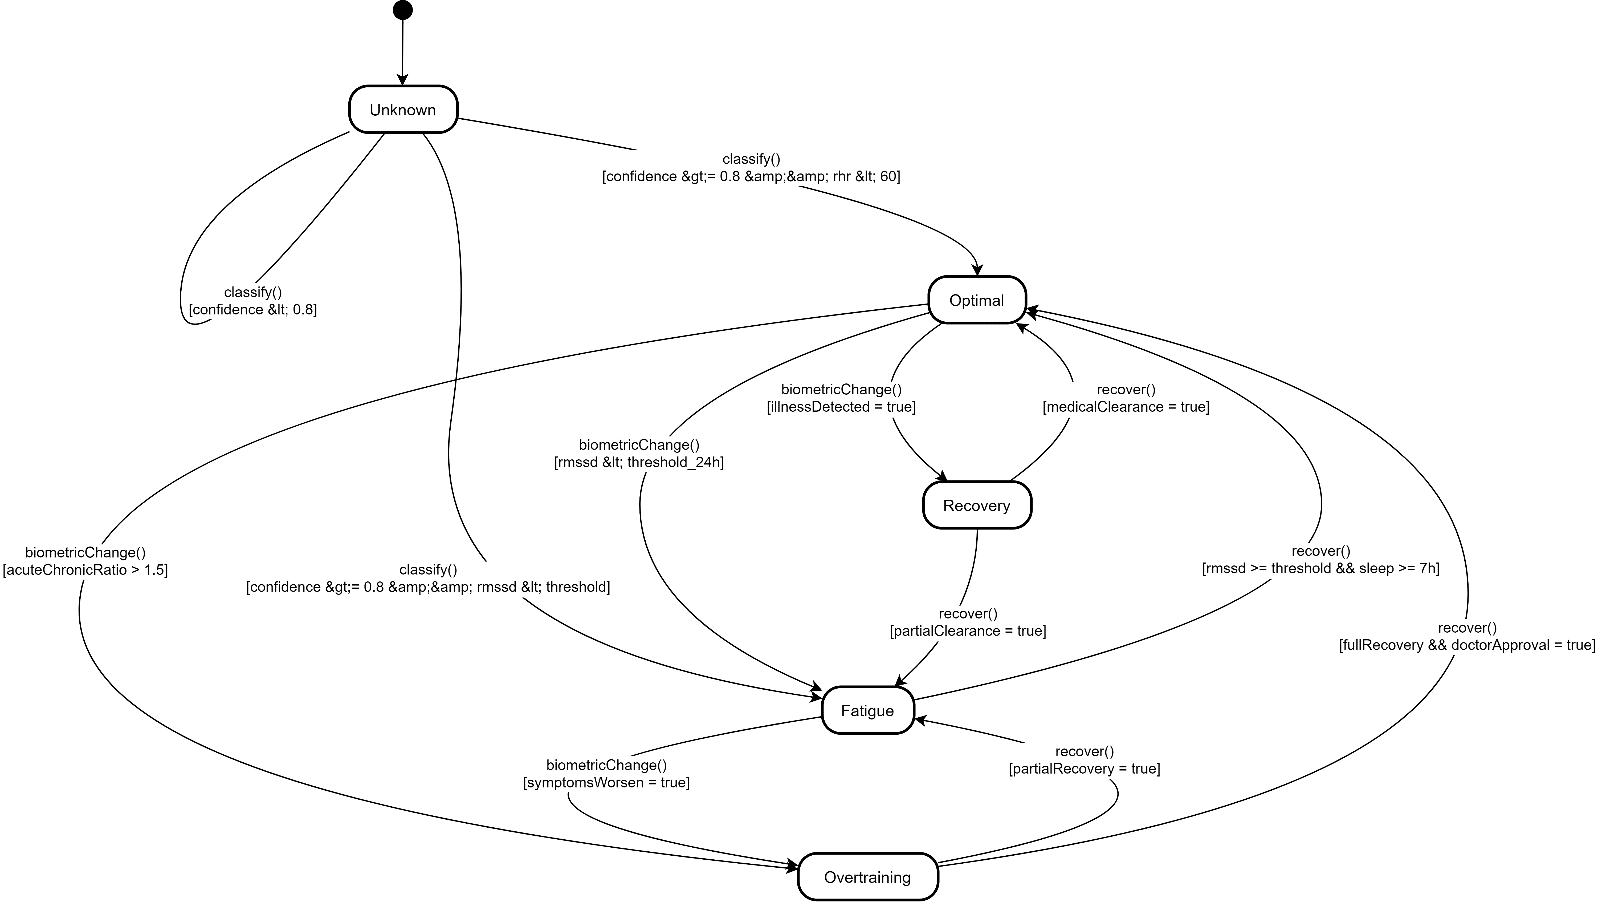 Unknown
classify()
[confidence &gt;= 0.8 &amp;&amp; rhr &lt; 60]
classify()
[confidence &lt; 0.8]
Optimal
biometricChange()
[illnessDetected = true]
recover()
[medicalClearance = true]
biometricChange()
[rmssd &lt; threshold_24h]
Recovery
biometricChange()
[acuteChronicRatio > 1.5]
recover()
[rmssd >= threshold && sleep >= 7h]
classify()
[confidence &gt;= 0.8 &amp;&amp; rmssd &lt; threshold]
recover()
[partialClearance = true]
recover()
[fullRecovery && doctorApproval = true]
Fatigue
recover()
[partialRecovery = true]
biometricChange()
[symptomsWorsen = true]
Overtraining